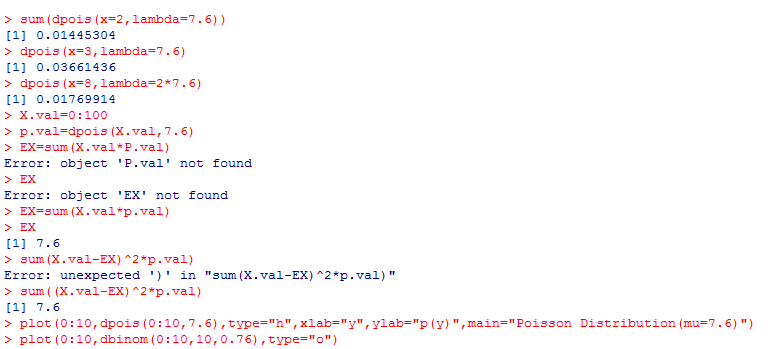 > sum(dpois(x=2,lambda=7.6))
[1] 0.01445304
> dpois(x=3,lambda=7.6)
[1] 0.03661436
> dpois(x=8,lambda=2*7.6)
[1] 0.01769914
> X.val=0:100
> p.val=dpois(X.val,7.6)
> EX=sum(X.val*P.val)
Error: object 'P.val' not found
> EX
Error: object 'EX' not found
> EX=sum(X.val*p.val)
> EX
[1] 7.6
> sum(X.val-EX)^2*p.val)
Error: unexpected ')' in "sum(X.val-EX)^2*p.val)"
> sum((X.val-EX)^2*p.val)
[1] 7.6
> plot(0:10,dpois(0:10,7.6),type="h",xlab="y",ylab="p(y)",main="Poisson Distribution(mu=7.6)")
> plot(0:10,dbinom(0:10,10,0.76),type="o")